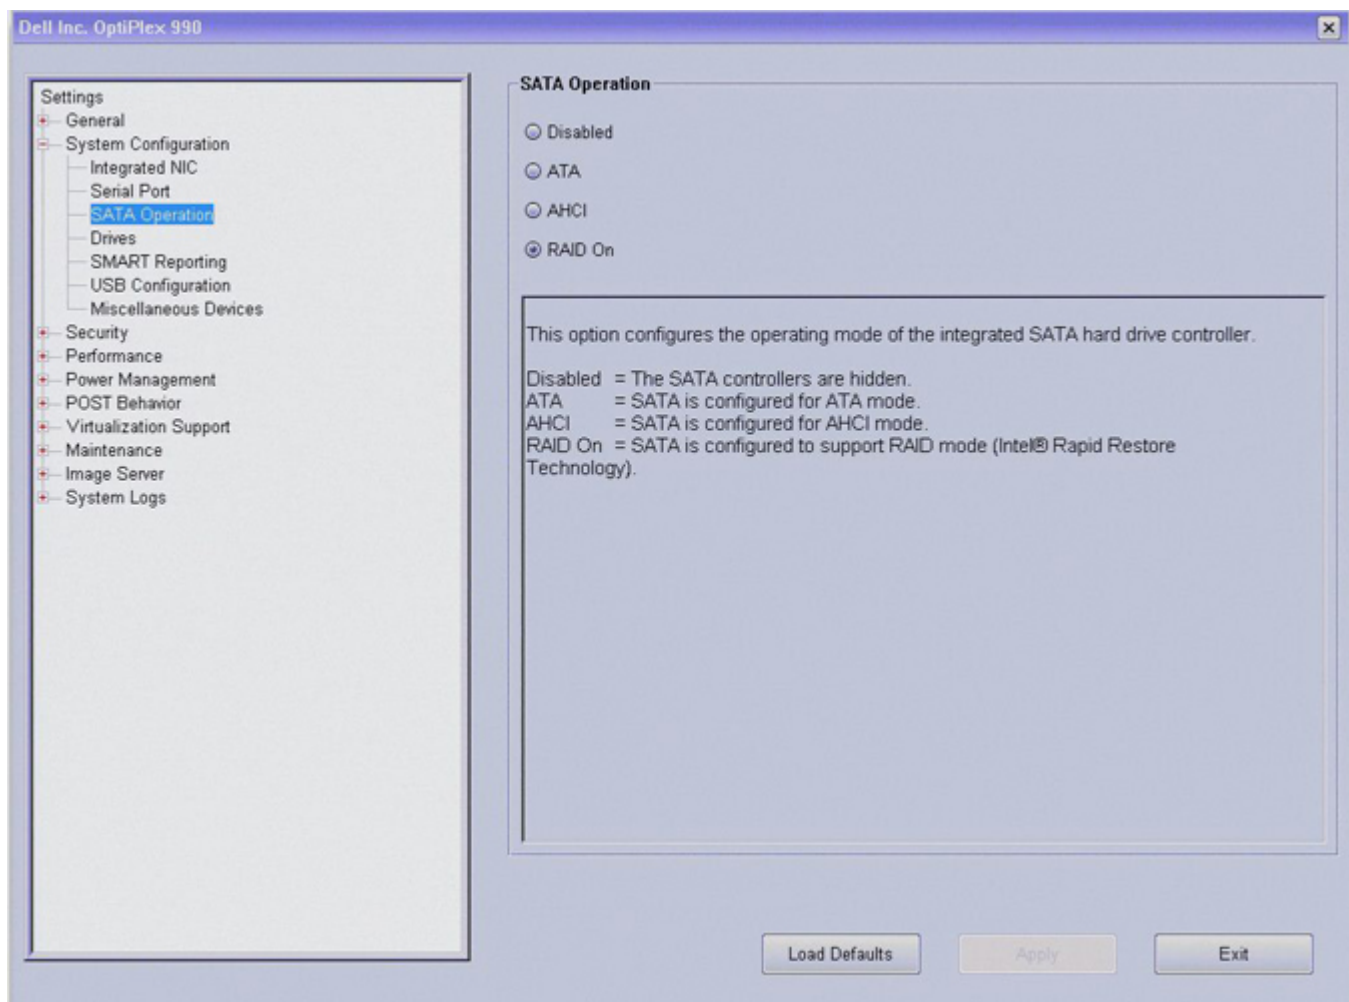 Dell Inc. OptiPlex 990
Settings
General
System Configuration
Integrated NIC
Serial Port
SATA Operation
Drives
SMART Reporting
USB Configuration
Miscellaneous Devices
Security
Performance
Power Management
POST Behavior
Virtualization Support
Maintenance
Image Server
System Logs
SATA Operation
Disabled
ATA
AHCI
RAID On
This option configures the operating mode of the integrated SATA hard drive controller.
Disabled = The SATA controllers are hidden.
ATA = SATA is configured for ATA mode.
AHCI = SATA is configured for AHCI mode.
RAID On = SATA is configured to support RAID mode (Intel® Rapid Restore
Technology).
Load Defaults
Apply
Exit